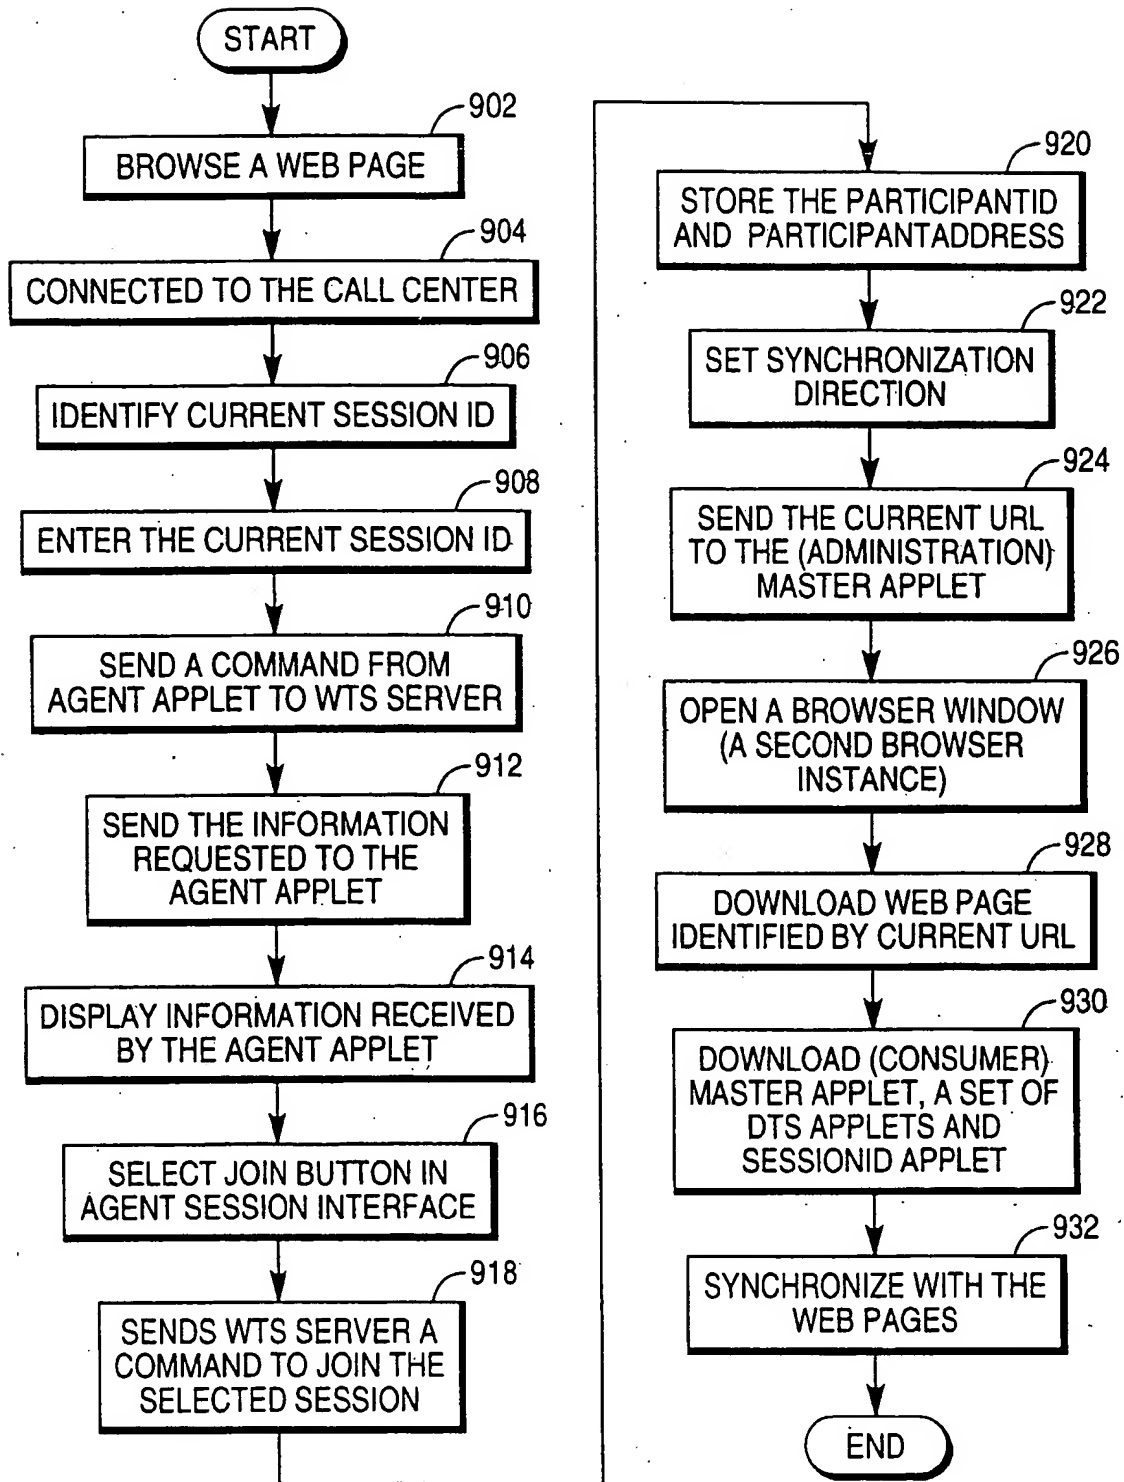 START
902
BROWSE A WEB PAGE
904
CONNECTED TO THE CALL CENTER
906
IDENTIFY CURRENT SESSION ID
908
ENTER THE CURRENT SESSION ID
910
SEND A COMMAND FROM
AGENT APPLET TO WTS SERVER
912
SEND THE INFORMATION
REQUESTED TO THE
AGENT APPLET
914
DISPLAY INFORMATION RECEIVED
BY THE AGENT APPLET
916
SELECT JOIN BUTTON IN
AGENT SESSION INTERFACE
918
SENDS WTS SERVER A
COMMAND TO JOIN THE
SELECTED SESSION
920
STORE THE PARTICIPANTID
AND PARTICIPANTADDRESS
922
SET SYNCHRONIZATION
DIRECTION
924
SEND THE CURRENT URL
TO THE (ADMINISTRATION)
MASTER APPLET
926
OPEN A BROWSER WINDOW
(A SECOND BROWSER
INSTANCE)
928
DOWNLOAD WEB PAGE
IDENTIFIED BY CURRENT URL
930
DOWNLOAD (CONSUMER)
MASTER APPLET, A SET OF
DTS APPLETS AND
SESSIONID APPLET
932
SYNCHRONIZE WITH THE
WEB PAGES
END